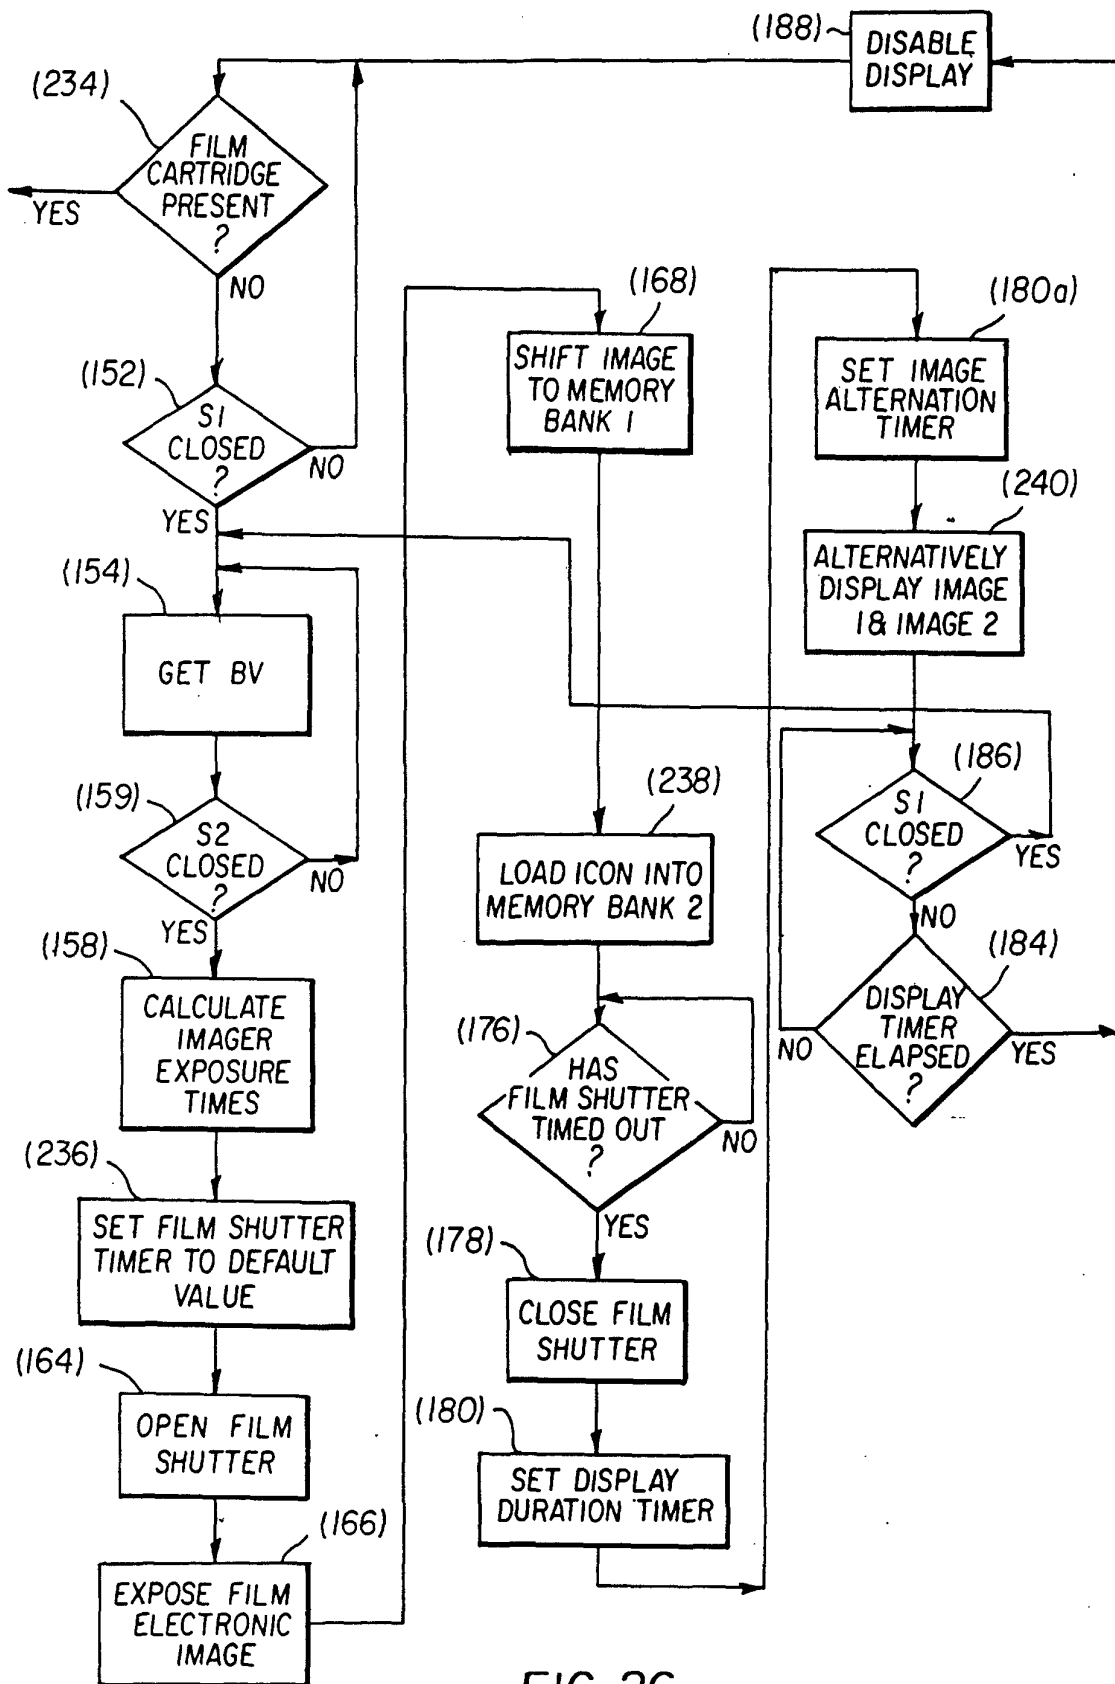 (188)
DISABLE
DISPLAY
(234)
FILM
CARTRIDGE
PRESENT
?
YES
NO
(152)
S1
CLOSED
?
NO
YES
(154)
GET BV
(159)
S2
CLOSED
?
NO
YES
(158)
CALCULATE
IMAGER
EXPOSURE
TIMES
(236)
SET FILM SHUTTER
TIMER TO DEFAULT
VALUE
(164)
OPEN FILM
SHUTTER
(166)
EXPOSE FILM
ELECTRONIC
IMAGE
(168)
SHIFT IMAGE
TO MEMORY
BANK 1
(238)
LOAD ICON INTO
MEMORY BANK 2
(176)
HAS
FILM SHUTTER
TIMED OUT
?
NO
YES
(178)
CLOSE FILM
SHUTTER
(180)
SET DISPLAY
DURATION TIMER
(180a)
SET IMAGE
ALTERNATION
TIMER
(240)
ALTERNATIVELY
DISPLAY IMAGE
1 & IMAGE 2
(186)
S1
CLOSED
?
YES
NO
(184)
DISPLAY
TIMER
ELAPSED
?
NO
YES